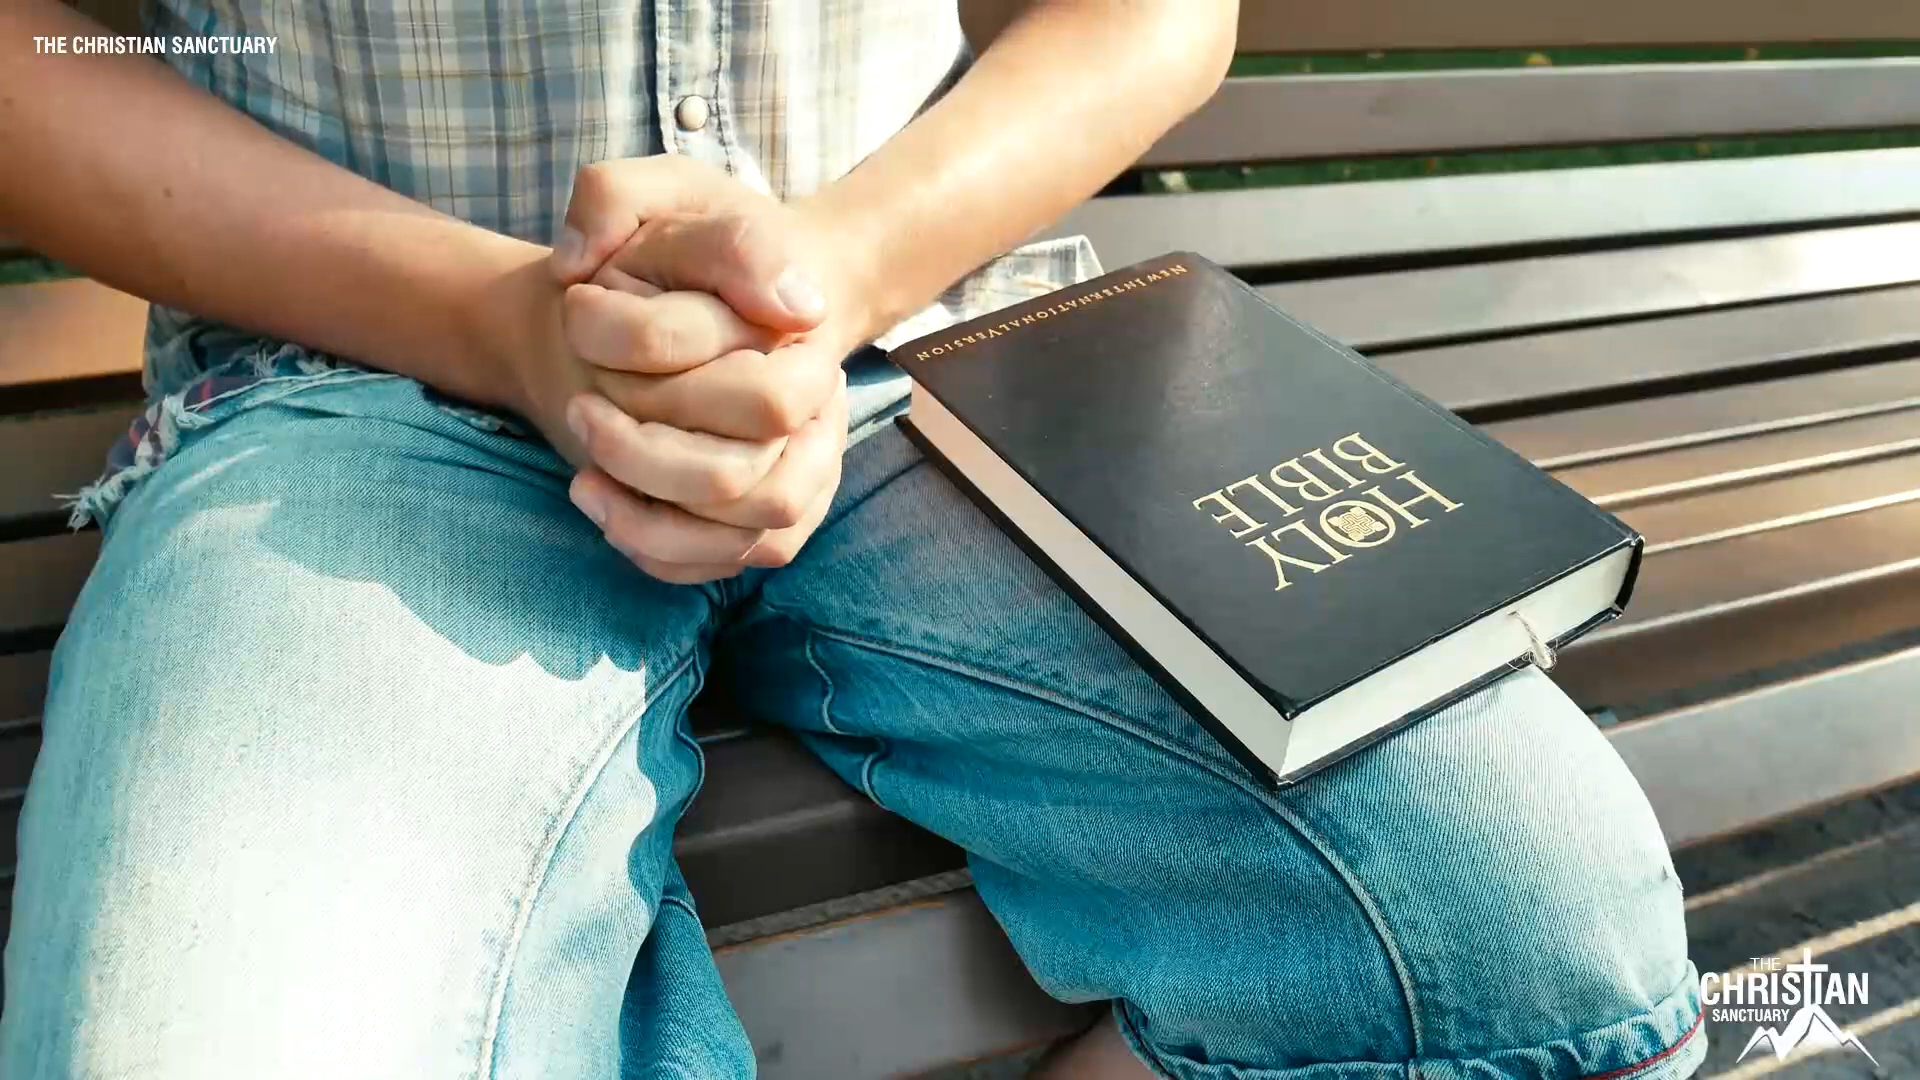 THE CHRISTIAN SANCTUARY
NEW INTERNATIONAL VERSION
HOLY
BIBLE
THE
CHRISTIAN
SANCTUARY